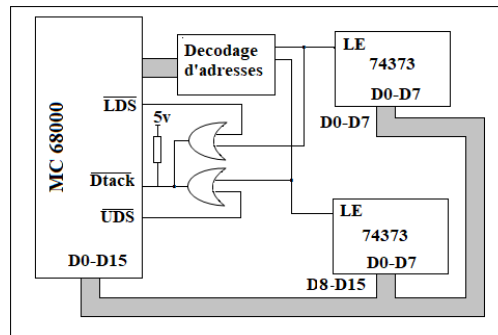 MC 68000
Decodage
d'adresses
LE
74373
D0-D7
D0-D7
LDS
5v
Dtack
UDS
LE
74373
D0-D7
D8-D15
D0-D15